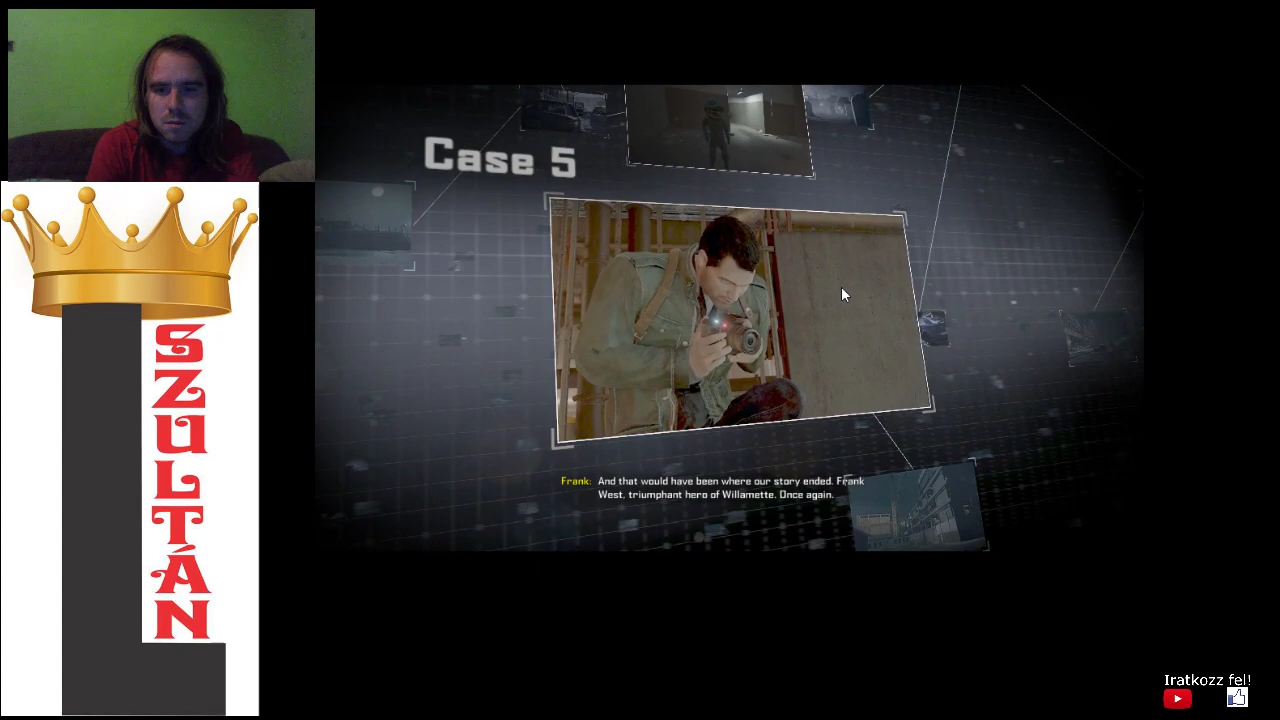 Case 5
Frank: And that would have been where our story ended. Frank
West, triumphant hero of Willamette. Once again.
L
SZULTÁN
Iratkozz fel!